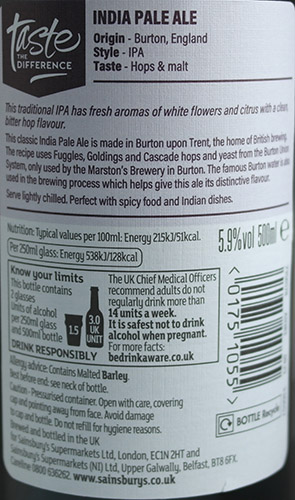 taste
THE
DIFFERENCE
INDIA PALE ALE
Origin - Burton, England
Style - IPA
Taste - Hops & malt
This traditional IPA has fresh aromas of white flowers and citrus with a clean,
bitter hop flavour.
This classic India Pale Ale is made in Burton upon Trent, the home of British brewing.
The recipe uses Fuggles, Goldings and Cascade hops and yeast from the Burton Union
System, only used by the Marston's Brewery in Burton. The famous Burton water is also
used in the brewing process which helps give this ale its distinctive flavour.
Serve lightly chilled. Perfect with spicy food and Indian dishes.
Nutrition: Typical values per 100ml: Energy 215kJ/51kcal.
Per 250ml glass: Energy 538kJ/128kcal
5.9%vol 500ml e
Know your limits
This bottle contains
2 glasses
Units of alcohol
per 250ml glass
and 500ml bottle
1.5
3.0
UK
UNIT
DRINK RESPONSIBLY
The UK Chief Medical Officers
recommend adults do not
regularly drink more than
14 units a week.
It is safest not to drink
alcohol when pregnant.
For more facts:
bedrinkaware.co.uk
Allergy advice: Contains Malted Barley.
Best before end: see neck of bottle.
Caution - Pressurised container. Open with care, covering
cap and pointing away from face. Avoid damage
to cap and bottle. Do not refill for hygiene reasons.
Brewed and bottled in the UK
for Sainsbury's Supermarkets Ltd, London, EC1N 2HT and
Sainsbury's Supermarkets (NI) Ltd, Upper Galwally, Belfast, BT8 6FX.
Careline 0800 636262. www.sainsburys.co.uk
BOTTLE Recycle